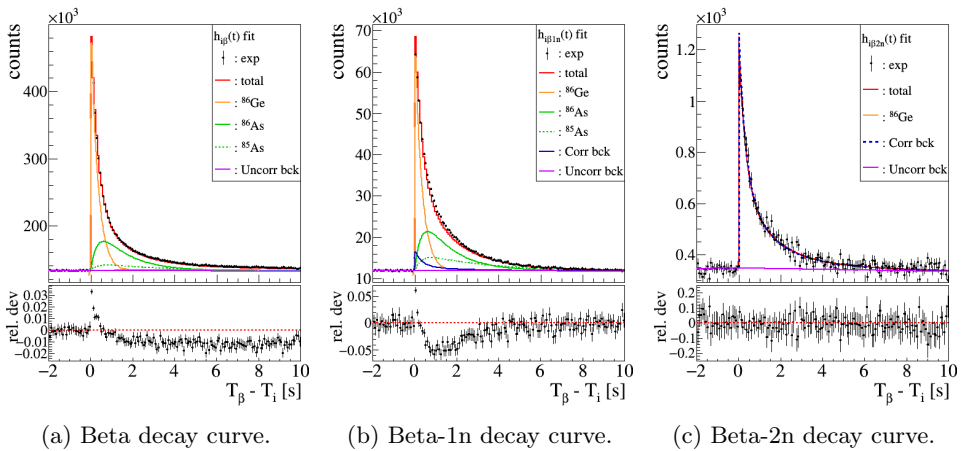 ×10³
h_{iβ}(t) fit
: exp
: total
: ⁸⁶Ge
: ⁸⁶As
: ⁸⁵As
: Uncorr bck
counts
400
300
200
rel. dev
0.03
0.02
0.01
0
−0.01
−0.02
−2 0 2 4 6 8 10
T_β - T_i [s]
(a) Beta decay curve.
×10³
h_{iβ1n}(t) fit
: exp
: total
: ⁸⁶Ge
: ⁸⁶As
: ⁸⁵As
: Corr bck
: Uncorr bck
counts
70
60
50
40
30
20
10
rel. dev
0.05
0
−0.05
−2 0 2 4 6 8 10
T_β - T_i [s]
(b) Beta-1n decay curve.
×10³
h_{iβ2n}(t) fit
: exp
: total
: ⁸⁶Ge
: Corr bck
: Uncorr bck
counts
1.2
1
0.8
0.6
0.4
rel. dev
0.2
0.1
0
−0.1
−0.2
−2 0 2 4 6 8 10
T_β - T_i [s]
(c) Beta-2n decay curve.